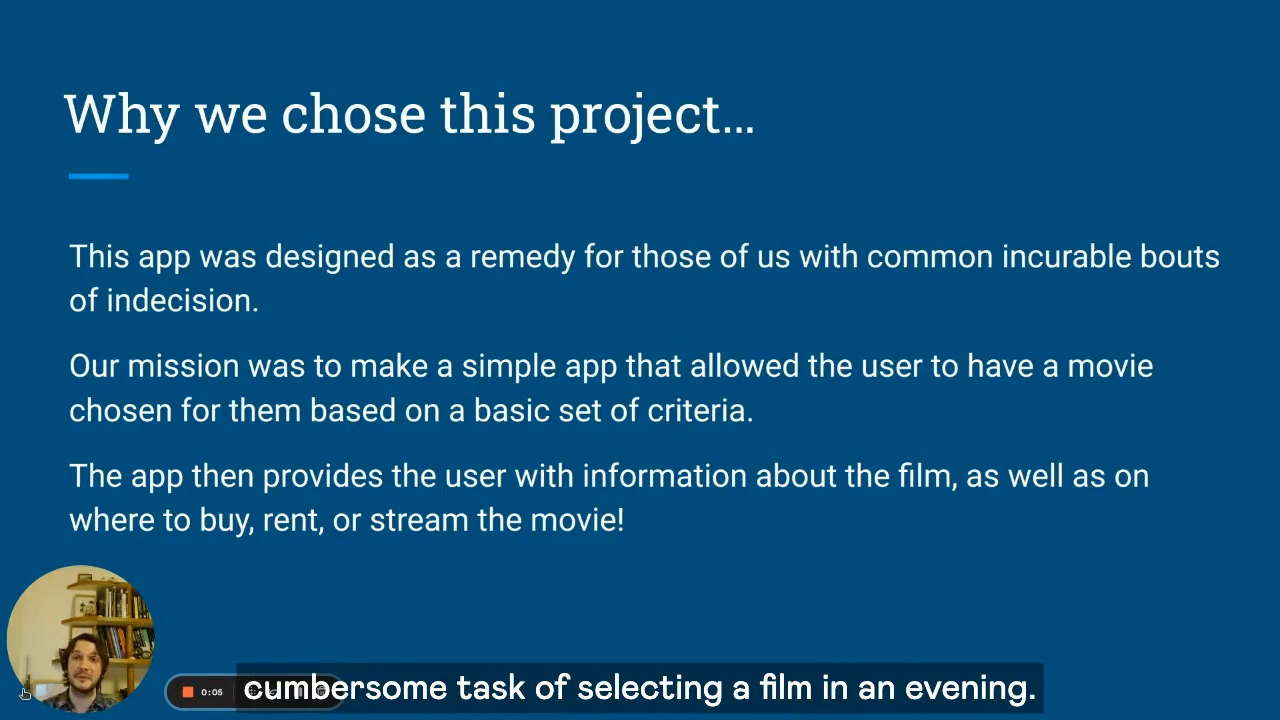 Why we chose this project…
This app was designed as a remedy for those of us with common incurable bouts
of indecision.
Our mission was to make a simple app that allowed the user to have a movie
chosen for them based on a basic set of criteria.
The app then provides the user with information about the film, as well as on
where to buy, rent, or stream the movie!
0:05
cumbersome task of selecting a film in an evening.